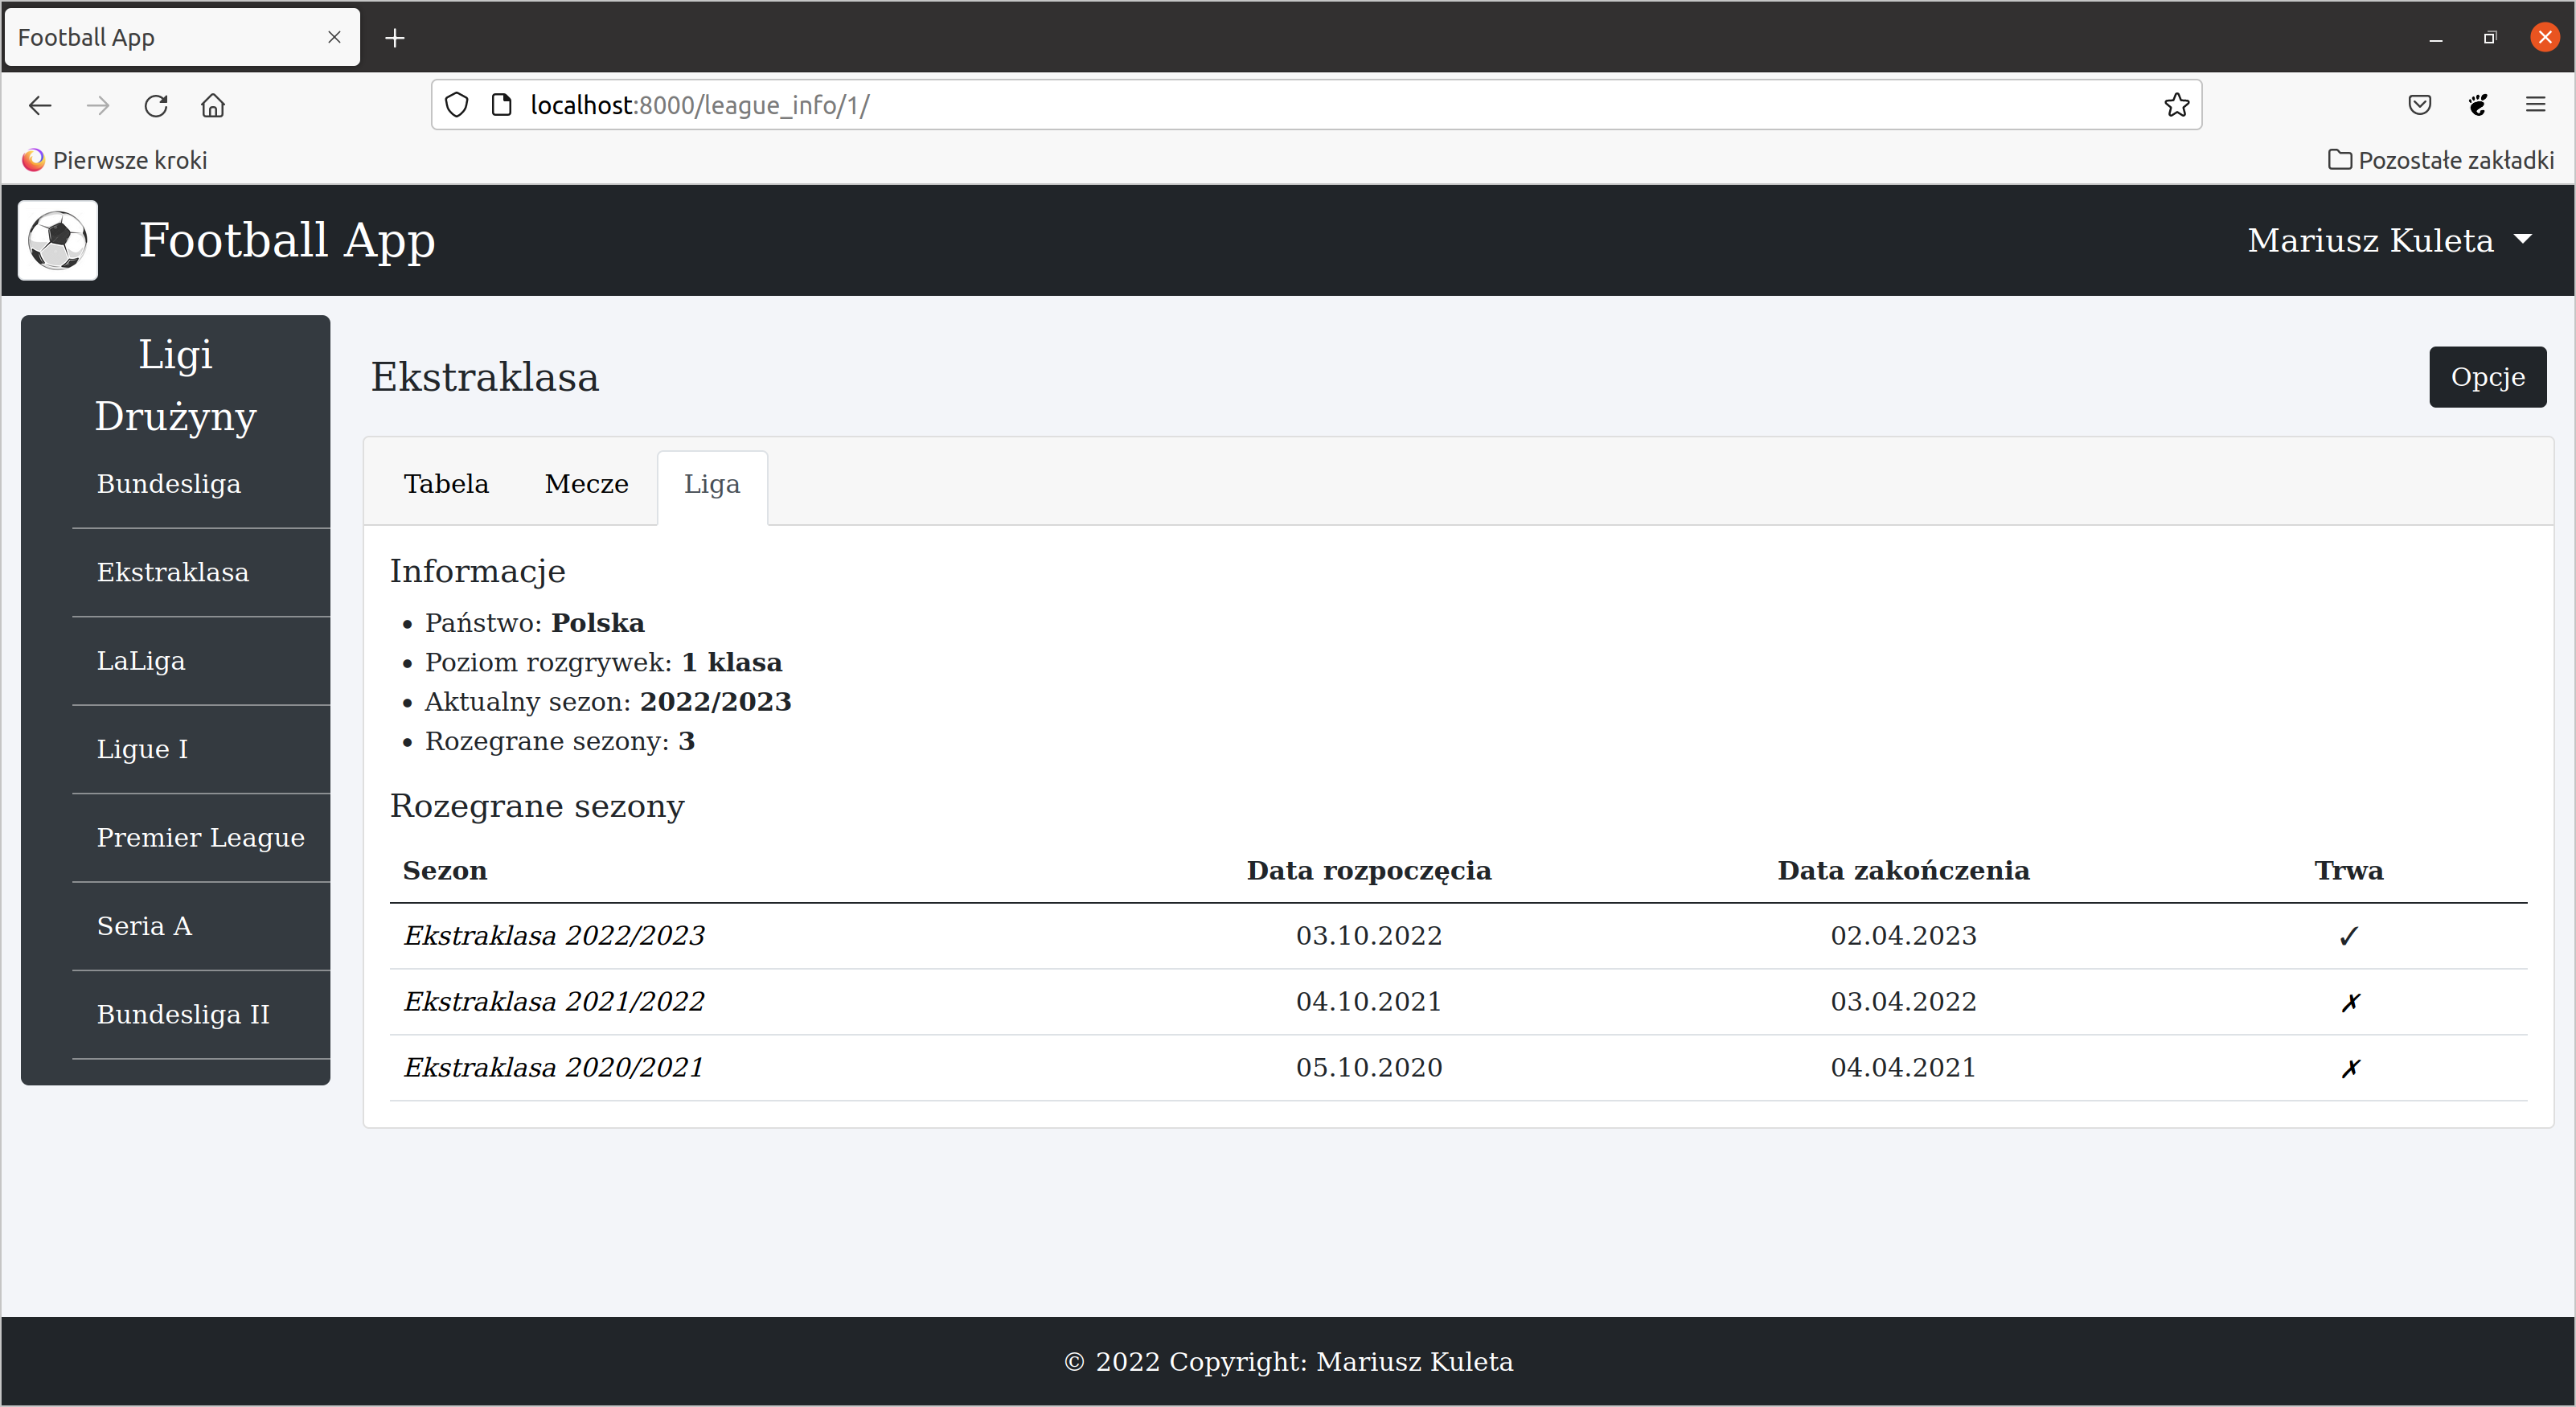 Football App
localhost:8000/league_info/1/
Pierwsze kroki
Pozostałe zakładki
Football App
Mariusz Kuleta
Ligi
Drużyny
Bundesliga
Ekstraklasa
LaLiga
Ligue I
Premier League
Seria A
Bundesliga II
Ekstraklasa
Opcje
Tabela Mecze Liga
Informacje
• Państwo: Polska
• Poziom rozgrywek: 1 klasa
• Aktualny sezon: 2022/2023
• Rozegrane sezony: 3
Rozegrane sezony
Sezon Data rozpoczęcia Data zakończenia Trwa
Ekstraklasa 2022/2023 03.10.2022 02.04.2023 ✓
Ekstraklasa 2021/2022 04.10.2021 03.04.2022 ✗
Ekstraklasa 2020/2021 05.10.2020 04.04.2021 ✗
© 2022 Copyright: Mariusz Kuleta